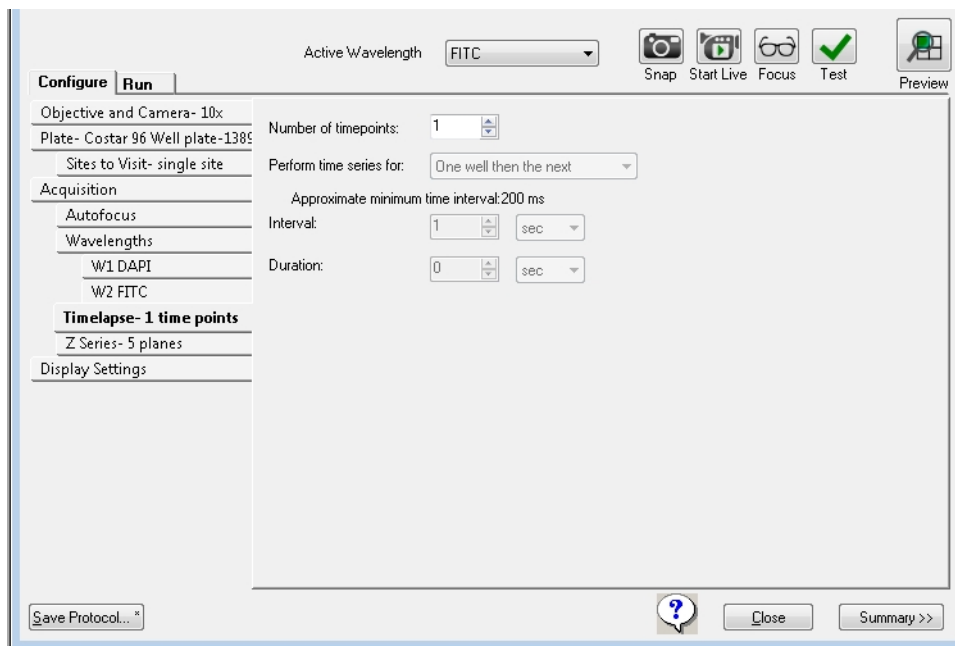 Active Wavelength FITC
Snap Start Live Focus Test Preview
Configure Run
Objective and Camera- 10x
Plate- Costar 96 Well plate-1389
Sites to Visit- single site
Acquisition
Autofocus
Wavelengths
W1 DAPI
W2 FITC
Timelapse- 1 time points
Z Series- 5 planes
Display Settings
Number of timepoints: 1
Perform time series for: One well then the next
Approximate minimum time interval:200 ms
Interval: 1 sec
Duration: 0 sec
Save Protocol... *
?
Close
Summary >>